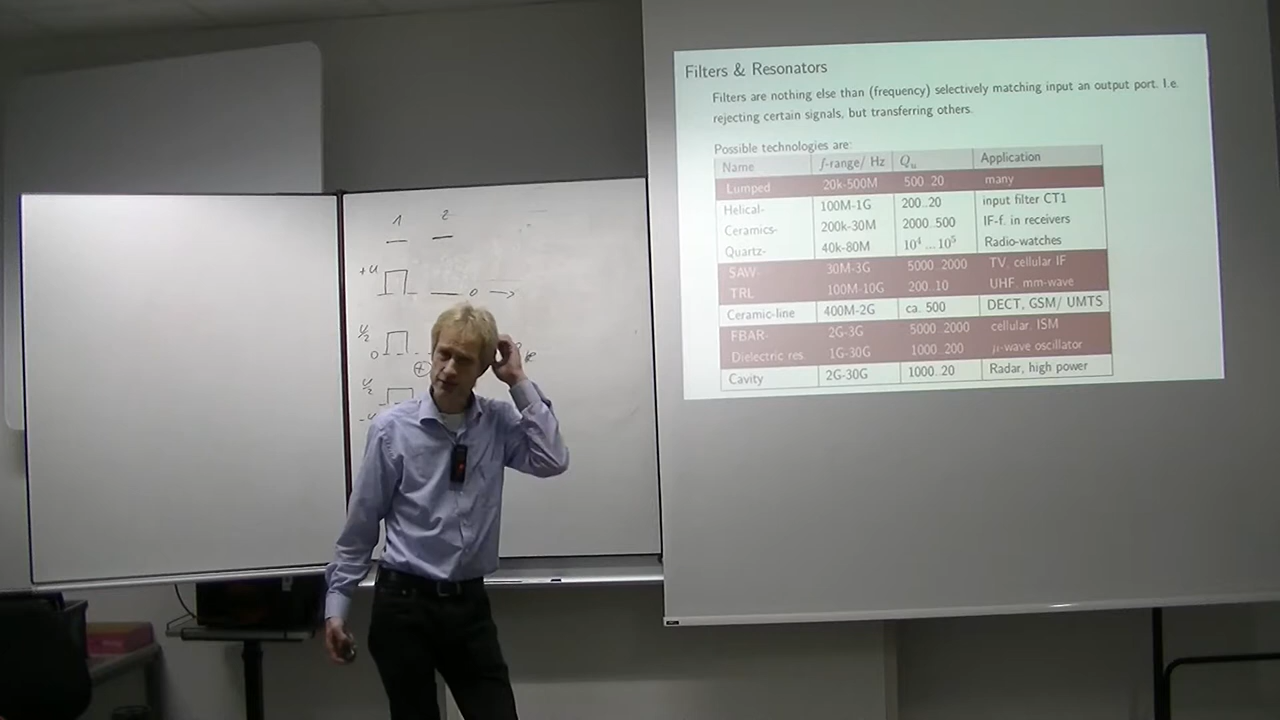 Filters & Resonators
Filters are nothing else than (frequency) selectively matching input an output port. I.e.
rejecting certain signals, but transferring others.
Possible technologies are:
Name f-range/ Hz Qu Application
Lumped 20k-500M 500..20 many
Helical- 100M-1G 200..20 input filter CT1
Ceramics- 200k-30M 2000..500 IF-f. in receivers
Quartz- 40k-80M 10⁴ ... 10⁵ Radio-watches
SAW- 30M-3G 5000..2000 TV, cellular IF
TRL 100M-10G 200..10 UHF, mm-wave
Ceramic-line 400M-2G ca. 500 DECT, GSM/ UMTS
FBAR- 2G-3G 5000..2000 cellular, ISM
Dielectric res. 1G-30G 1000..200 μ-wave oscillator
Cavity 2G-30G 1000..20 Radar, high power
1 2
+U
0
U/2
0
U/2